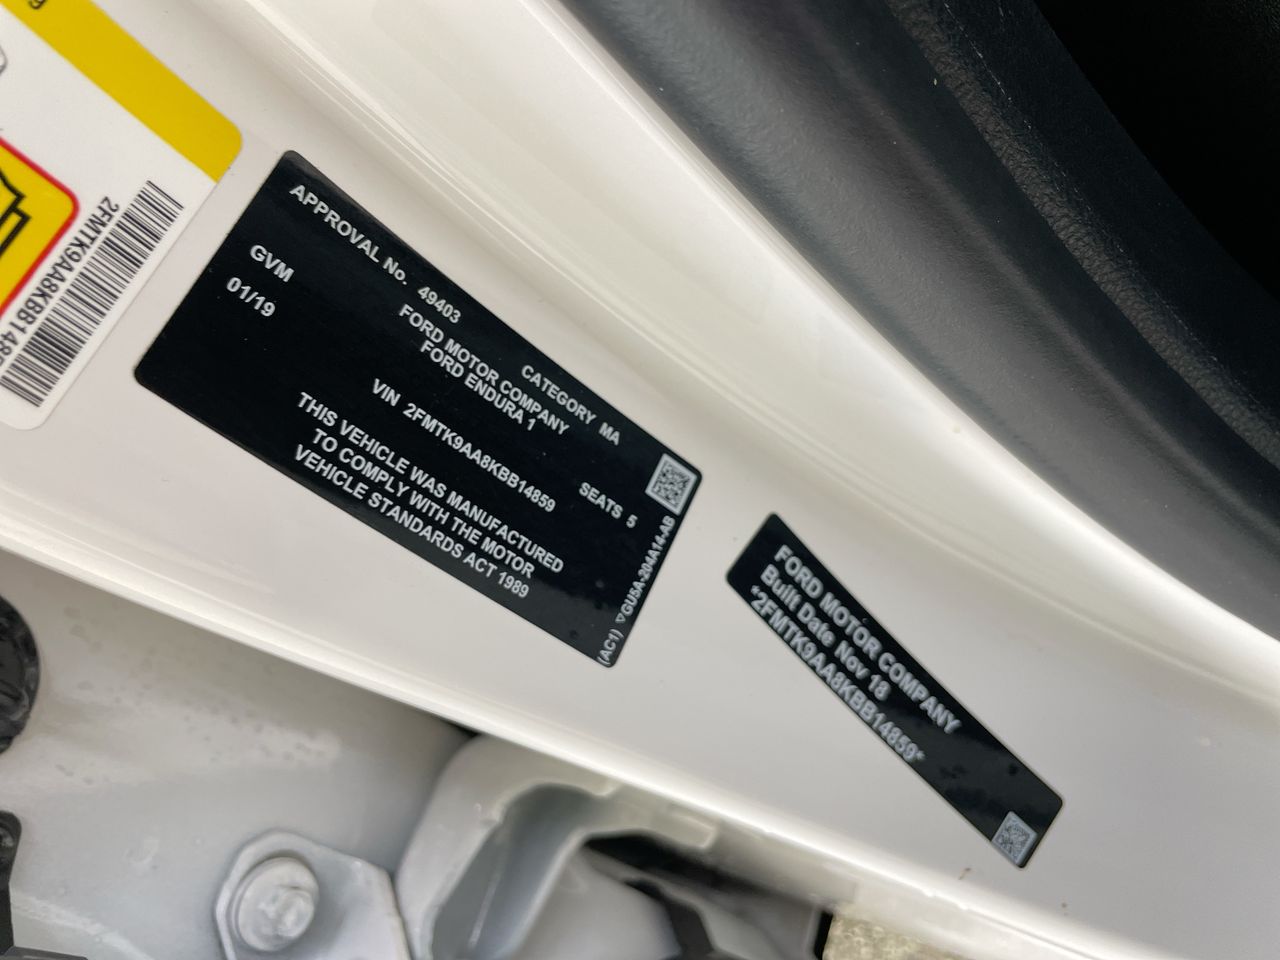 2FMTK9AA8KBB148
APPROVAL No. 49403 CATEGORY MA
GVM FORD MOTOR COMPANY
01/19 FORD ENDURA 1
VIN 2FMTK9AA8KBB14859 SEATS 5
THIS VEHICLE WAS MANUFACTURED
TO COMPLY WITH THE MOTOR
VEHICLE STANDARDS ACT 1989
(AC1) ▽GU5A-204A14-AB
FORD MOTOR COMPANY
Built Date Nov 18
*2FMTK9AA8KBB14859*